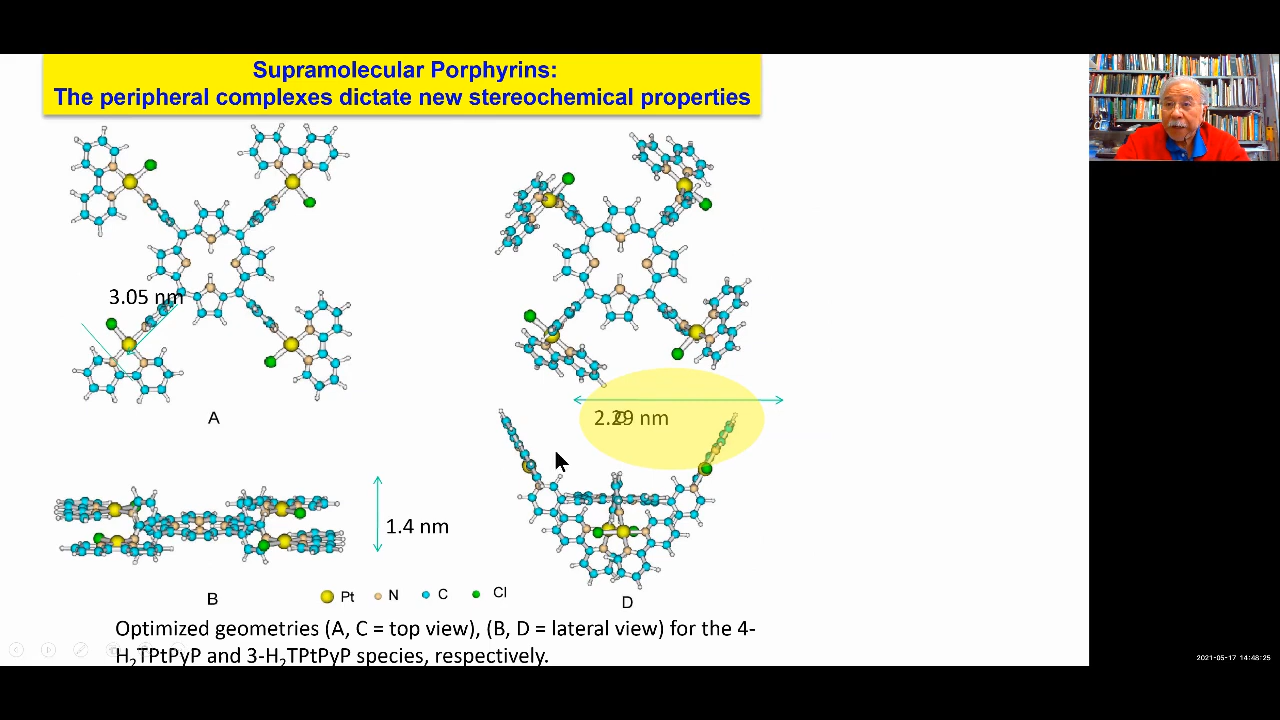 Supramolecular Porphyrins:
The peripheral complexes dictate new stereochemical properties
3.05 nm
A
2.29 nm
C
1.4 nm
B
Pt N C Cl
D
Optimized geometries (A, C = top view), (B, D = lateral view) for the 4-
H₂TPtPyP and 3-H₂TPtPyP species, respectively.
2021-05-17 14:48:25